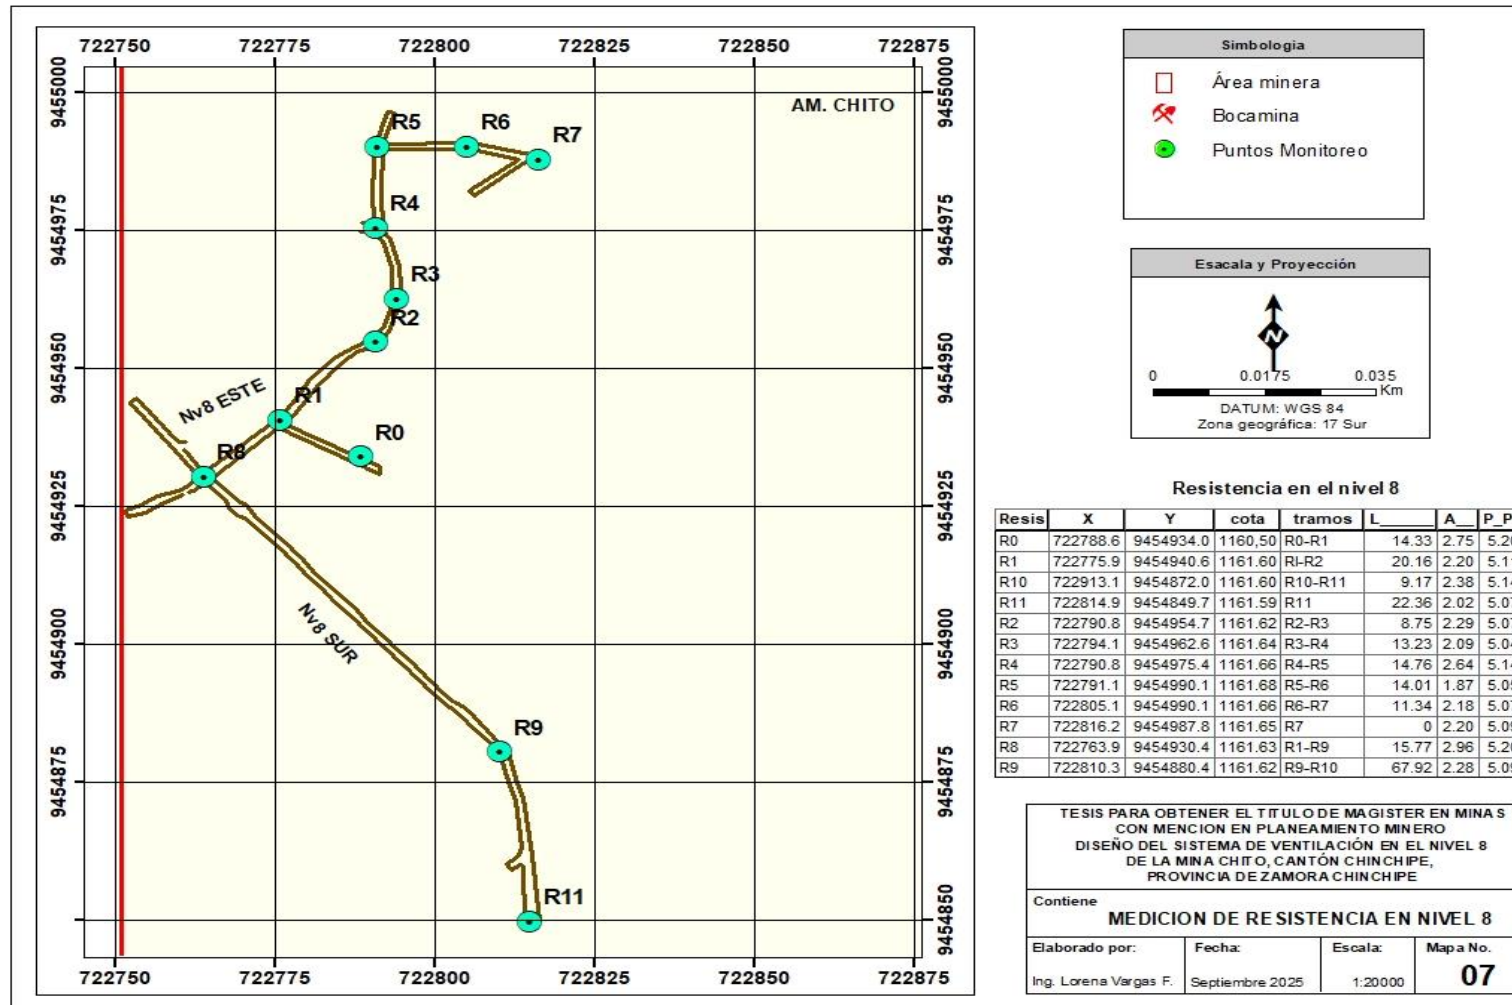 722750 722775 722800 722825 722850 722875
9455000 9455000
AM. CHITO
R5 R6 R7
R4
9454975 9454975
R3
R2
9454950 9454950
Nv8 ESTE
R1
R0
R8
9454925 9454925
Nv8 SUR
9454900 9454900
R9
9454875 9454875
R11
9454850 9454850
722750 722775 722800 722825 722850 722875
Simbologia
Área minera
Bocamina
Puntos Monitoreo
Esacala y Proyección
N
0 0.0175 0.035
Km
DATUM: WGS 84
Zona geográfica: 17 Sur
Resistencia en el nivel 8
Resis X Y cota tramos L______ A__ P_P
R0 722788.6 9454934.0 1160,50 R0-R1 14.33 2.75
R1 722775.9 9454940.6 1161.60 RI-R2 20.16 2.20
R10 722913.1 9454872.0 1161.60 R10-R11 9.17 2.38
R11 722814.9 9454849.7 1161.59 R11 22.36 2.02
R2 722790.8 9454954.7 1161.62 R2-R3 8.75 2.29
R3 722794.1 9454962.6 1161.64 R3-R4 13.23 2.09
R4 722790.8 9454975.4 1161.66 R4-R5 14.76 2.64
R5 722791.1 9454990.1 1161.68 R5-R6 14.01 1.87
R6 722805.1 9454990.1 1161.66 R6-R7 11.34 2.18
R7 722816.2 9454987.8 1161.65 R7 0 2.20
R8 722763.9 9454930.4 1161.63 R1-R9 15.77 2.96
R9 722810.3 9454880.4 1161.62 R9-R10 67.92 2.28
TESIS PARA OBTENER EL TITULO DE MAGISTER EN MINAS
CON MENCION EN PLANEAMIENTO MINERO
DISEÑO DEL SISTEMA DE VENTILACIÓN EN EL NIVEL 8
DE LA MINA CHITO, CANTÓN CHINCHIPE,
PROVINCIA DE ZAMORA CHINCHIPE
Contiene
MEDICION DE RESISTENCIA EN NIVEL 8
Elaborado por: Fecha: Escala: Mapa No.
Ing. Lorena Vargas F. Septiembre 2025 1:20000 07